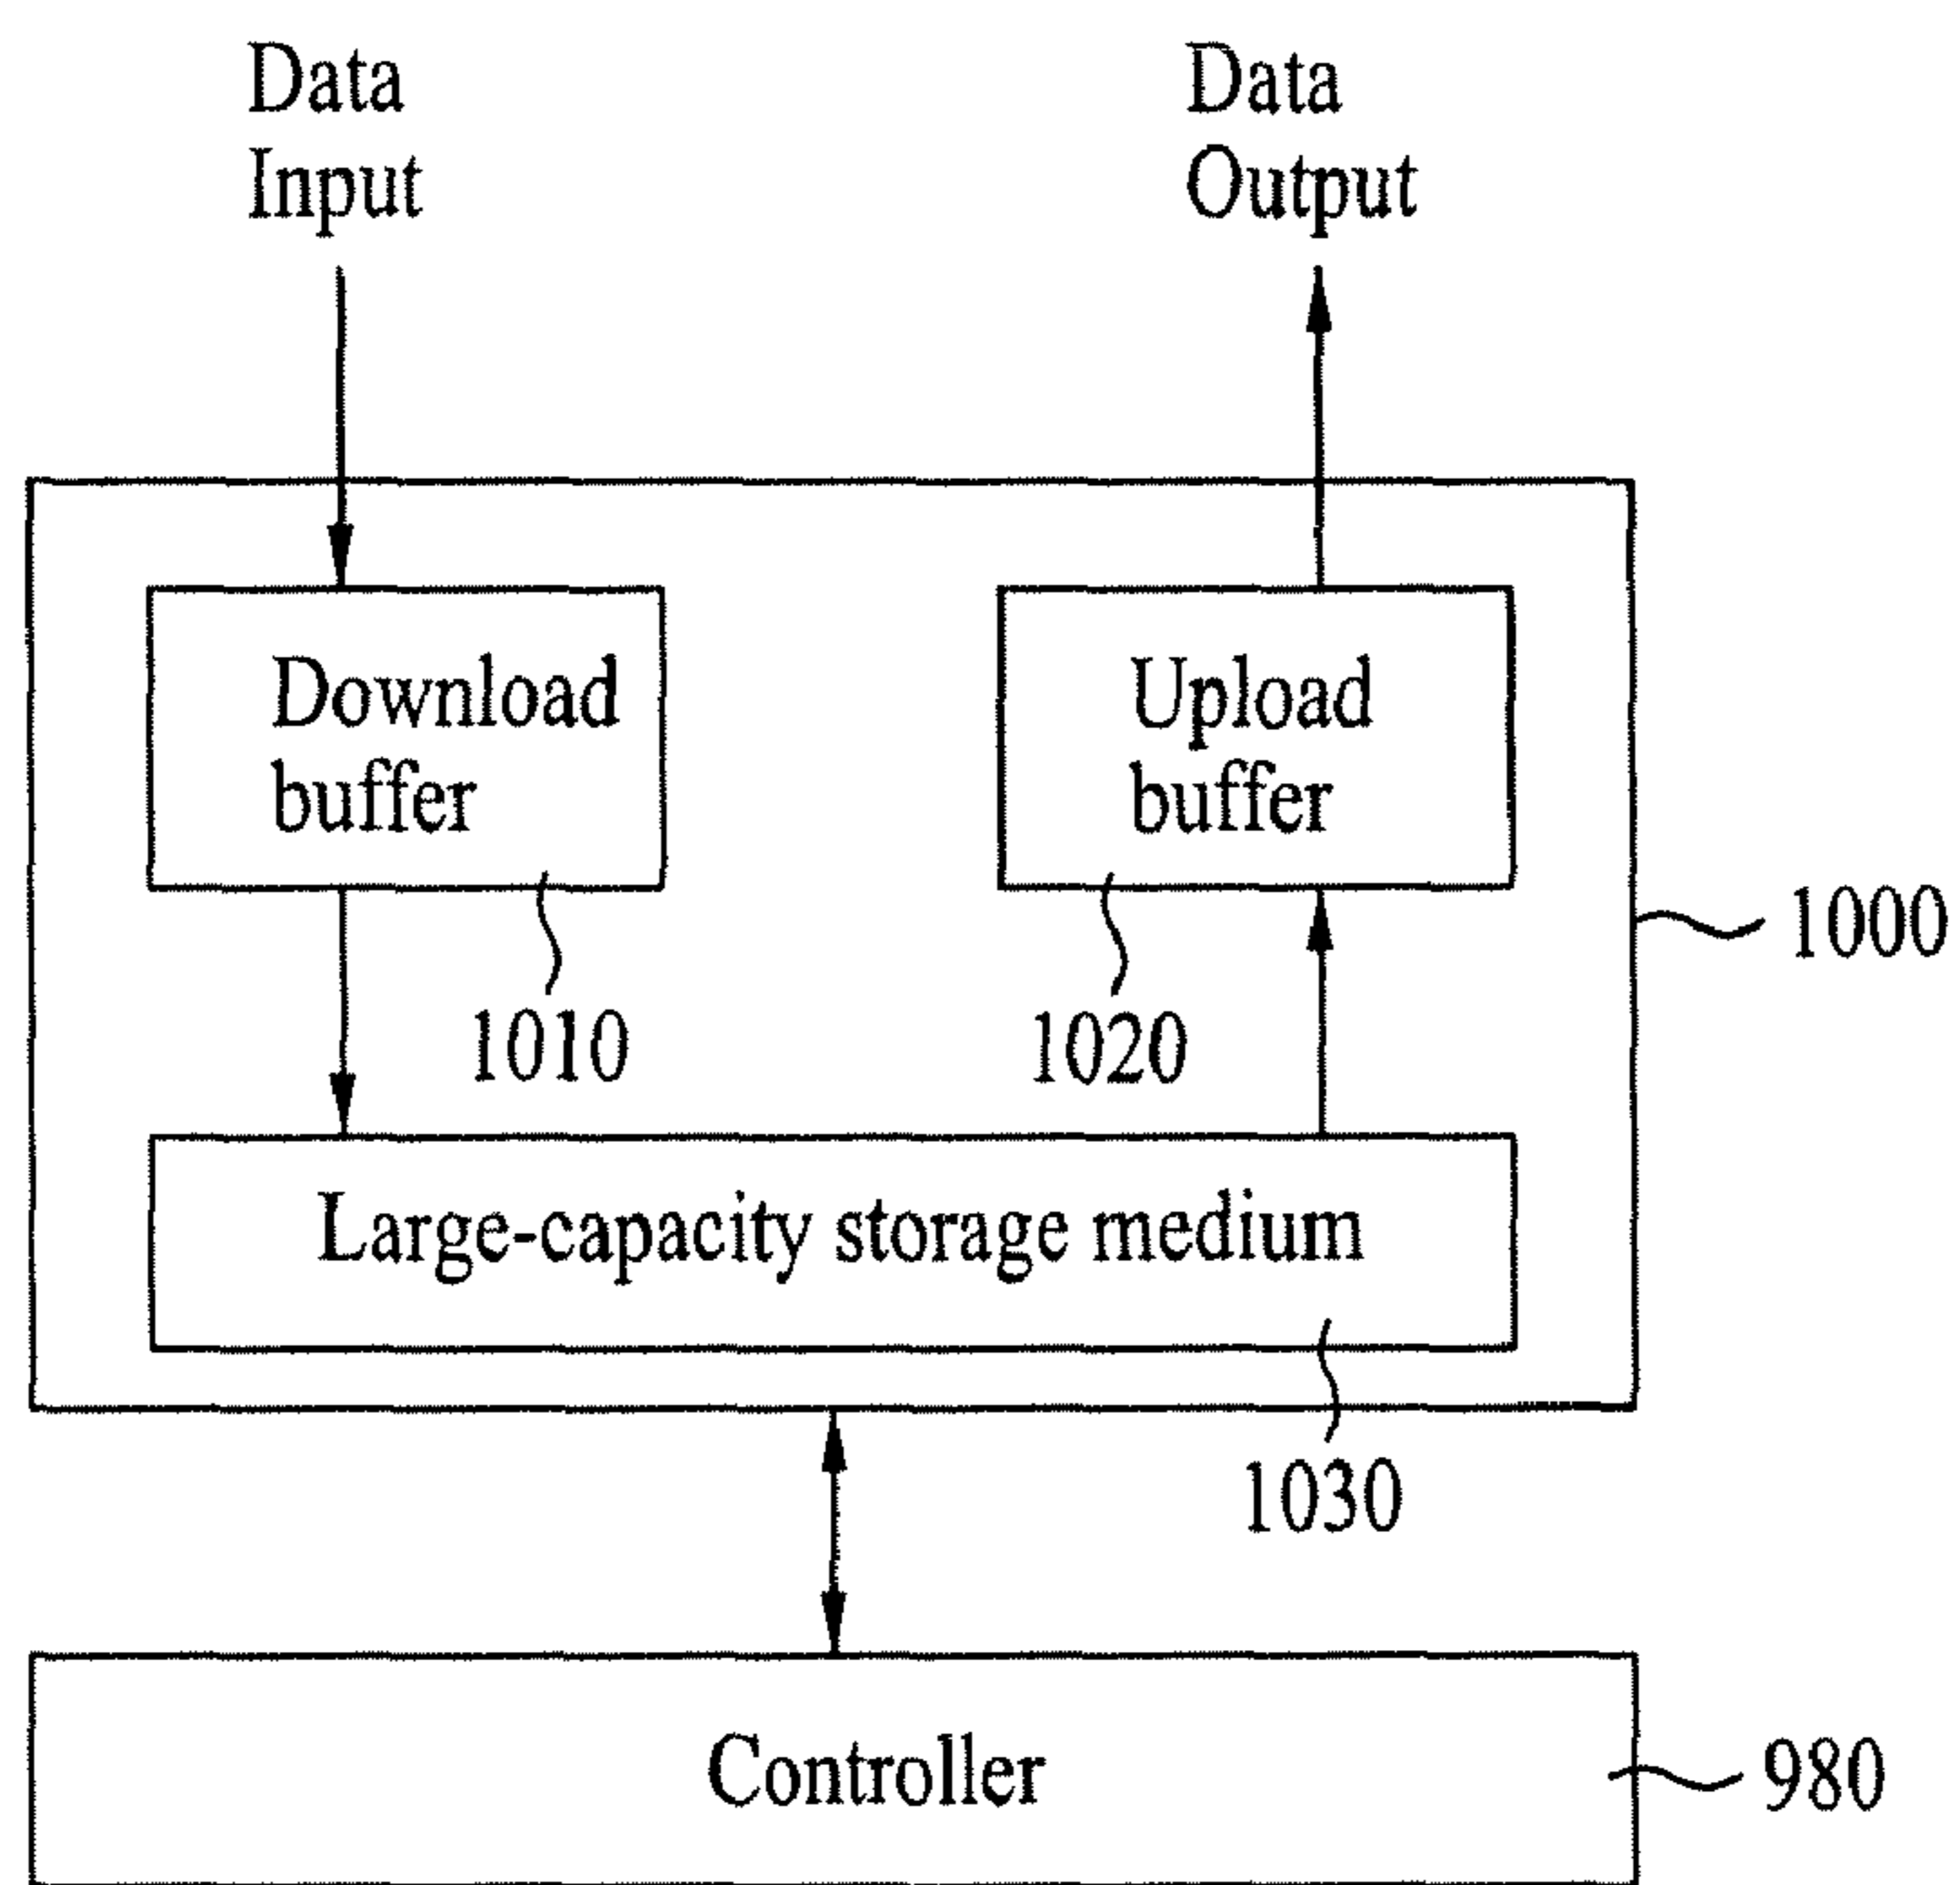 Data
Input
Data
Output
Download
buffer
Upload
buffer
1000
1010
1020
Large-capacity storage medium
1030
Controller
980